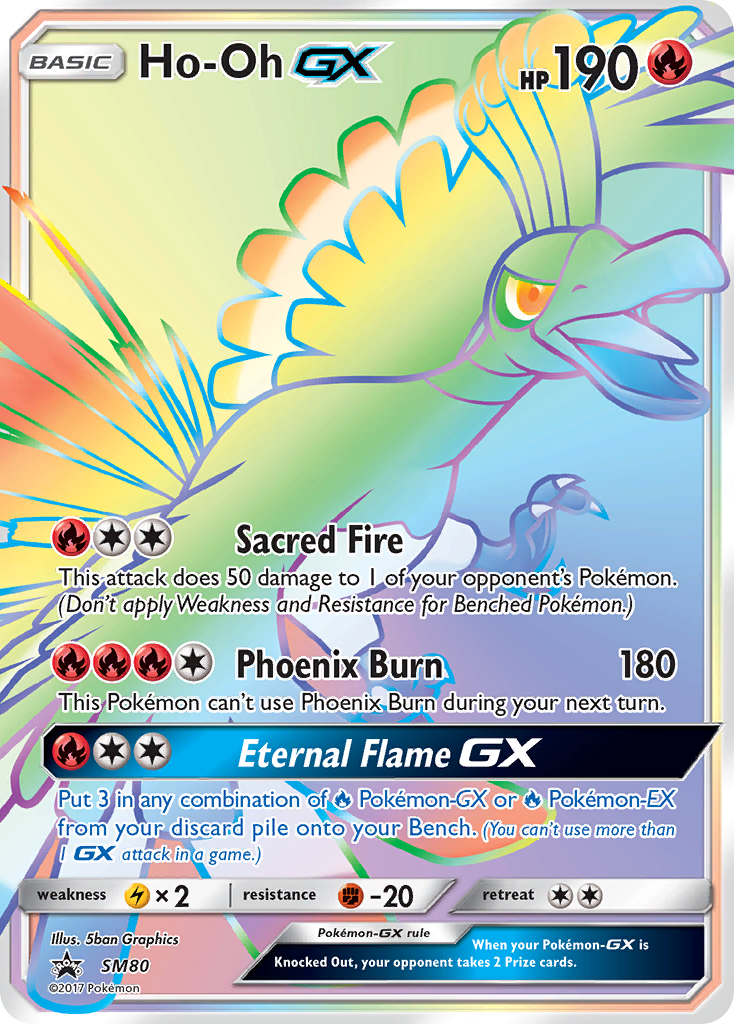 BASIC Ho-Oh GX HP 190
Sacred Fire
This attack does 50 damage to 1 of your opponent's Pokémon.
(Don't apply Weakness and Resistance for Benched Pokémon.)
Phoenix Burn 180
This Pokémon can't use Phoenix Burn during your next turn.
Eternal Flame GX
Put 3 in any combination of Pokémon-GX or Pokémon-EX
from your discard pile onto your Bench. (You can't use more than
1 GX attack in a game.)
weakness ×2 resistance -20 retreat
Illus. 5ban Graphics
SM80
©2017 Pokémon
Pokémon-GX rule
When your Pokémon-GX is
Knocked Out, your opponent takes 2 Prize cards.